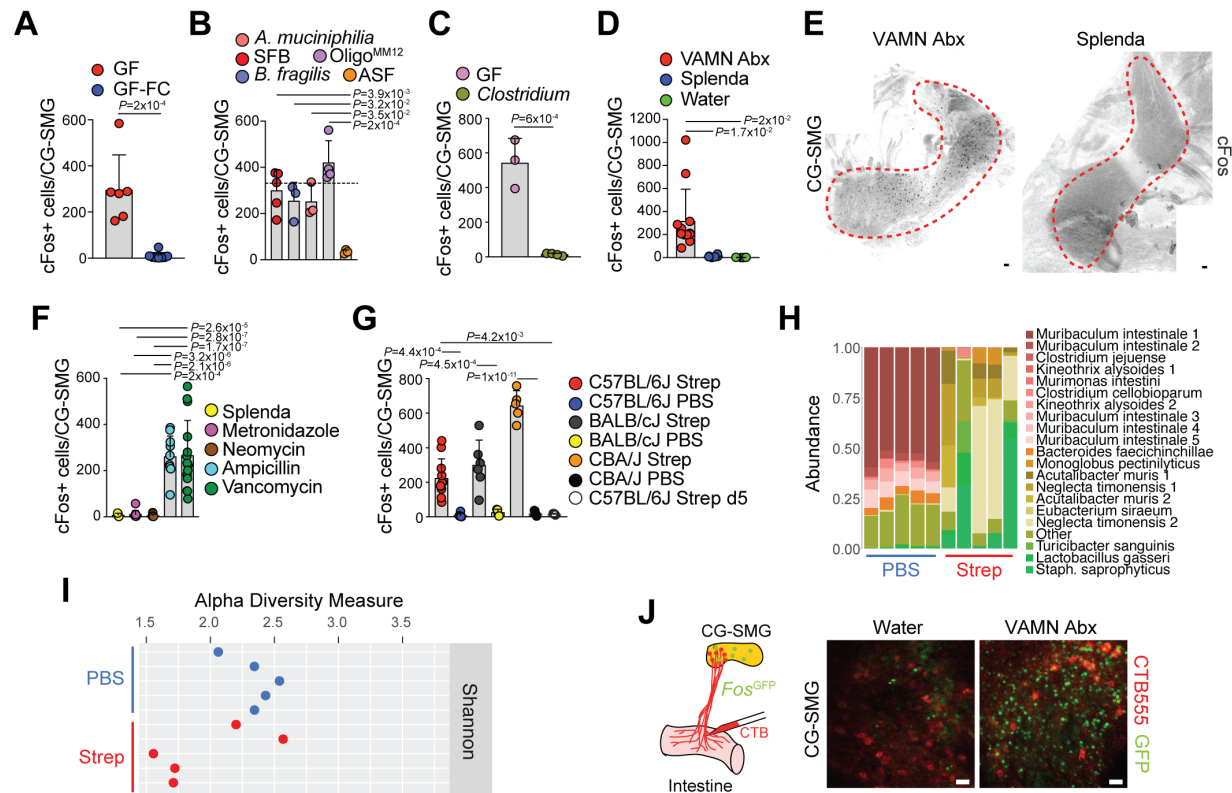 A
GF
GF-FC
P=2x10-4
cFos+ cells/CG-SMG
600
400
200
0
B
A. muciniphilia
SFB
OligoMM12
B. fragilis
ASF
P=3.9x10-3
P=3.2x10-2
P=3.5x10-2
P=2x10-4
cFos+ cells/CG-SMG
600
400
200
0
C
GF
Clostridium
P=6x10-4
cFos+ cells/CG-SMG
800
600
400
200
0
D
VAMN Abx
Splenda
Water
P=2x10-2
P=1.7x10-2
cFos+ cells/CG-SMG
1200
1000
800
600
400
200
0
E
VAMN Abx
Splenda
CG-SMG
cFos
F
P=2.6x10-5
P=2.8x10-7
P=1.7x10-7
P=3.2x10-6
P=2.1x10-6
P=2x10-4
cFos+ cells/CG-SMG
600
400
200
0
Splenda
Metronidazole
Neomycin
Ampicillin
Vancomycin
G
P=4.2x10-3
P=4.4x10-4
P=4.5x10-4
P=1x10-11
cFos+ cells/CG-SMG
800
600
400
200
0
C57BL/6J Strep
C57BL/6J PBS
BALB/cJ Strep
BALB/cJ PBS
CBA/J Strep
CBA/J PBS
C57BL/6J Strep d5
H
Abundance
1.00
0.75
0.50
0.25
0.00
PBS
Strep
Muribaculum intestinale 1
Muribaculum intestinale 2
Clostridium jejuense
Kineothrix alysoides 1
Murimonas intestini
Clostridium cellobioparum
Kineothrix alysoides 2
Muribaculum intestinale 3
Muribaculum intestinale 4
Muribaculum intestinale 5
Bacteroides faecichinchillae
Monoglobus pectinilyticus
Acutalibacter muris 1
Neglecta timonensis 1
Acutalibacter muris 2
Eubacterium siraeum
Neglecta timonensis 2
Other
Turicibacter sanguinis
Lactobacillus gasseri
Staph. saprophyticus
I
Alpha Diversity Measure
1.5 2.0 2.5 3.0 3.5
PBS
Strep
Shannon
J
CG-SMG
FosGFP
CTB
Intestine
Water
VAMN Abx
CG-SMG
CTB555 GFP